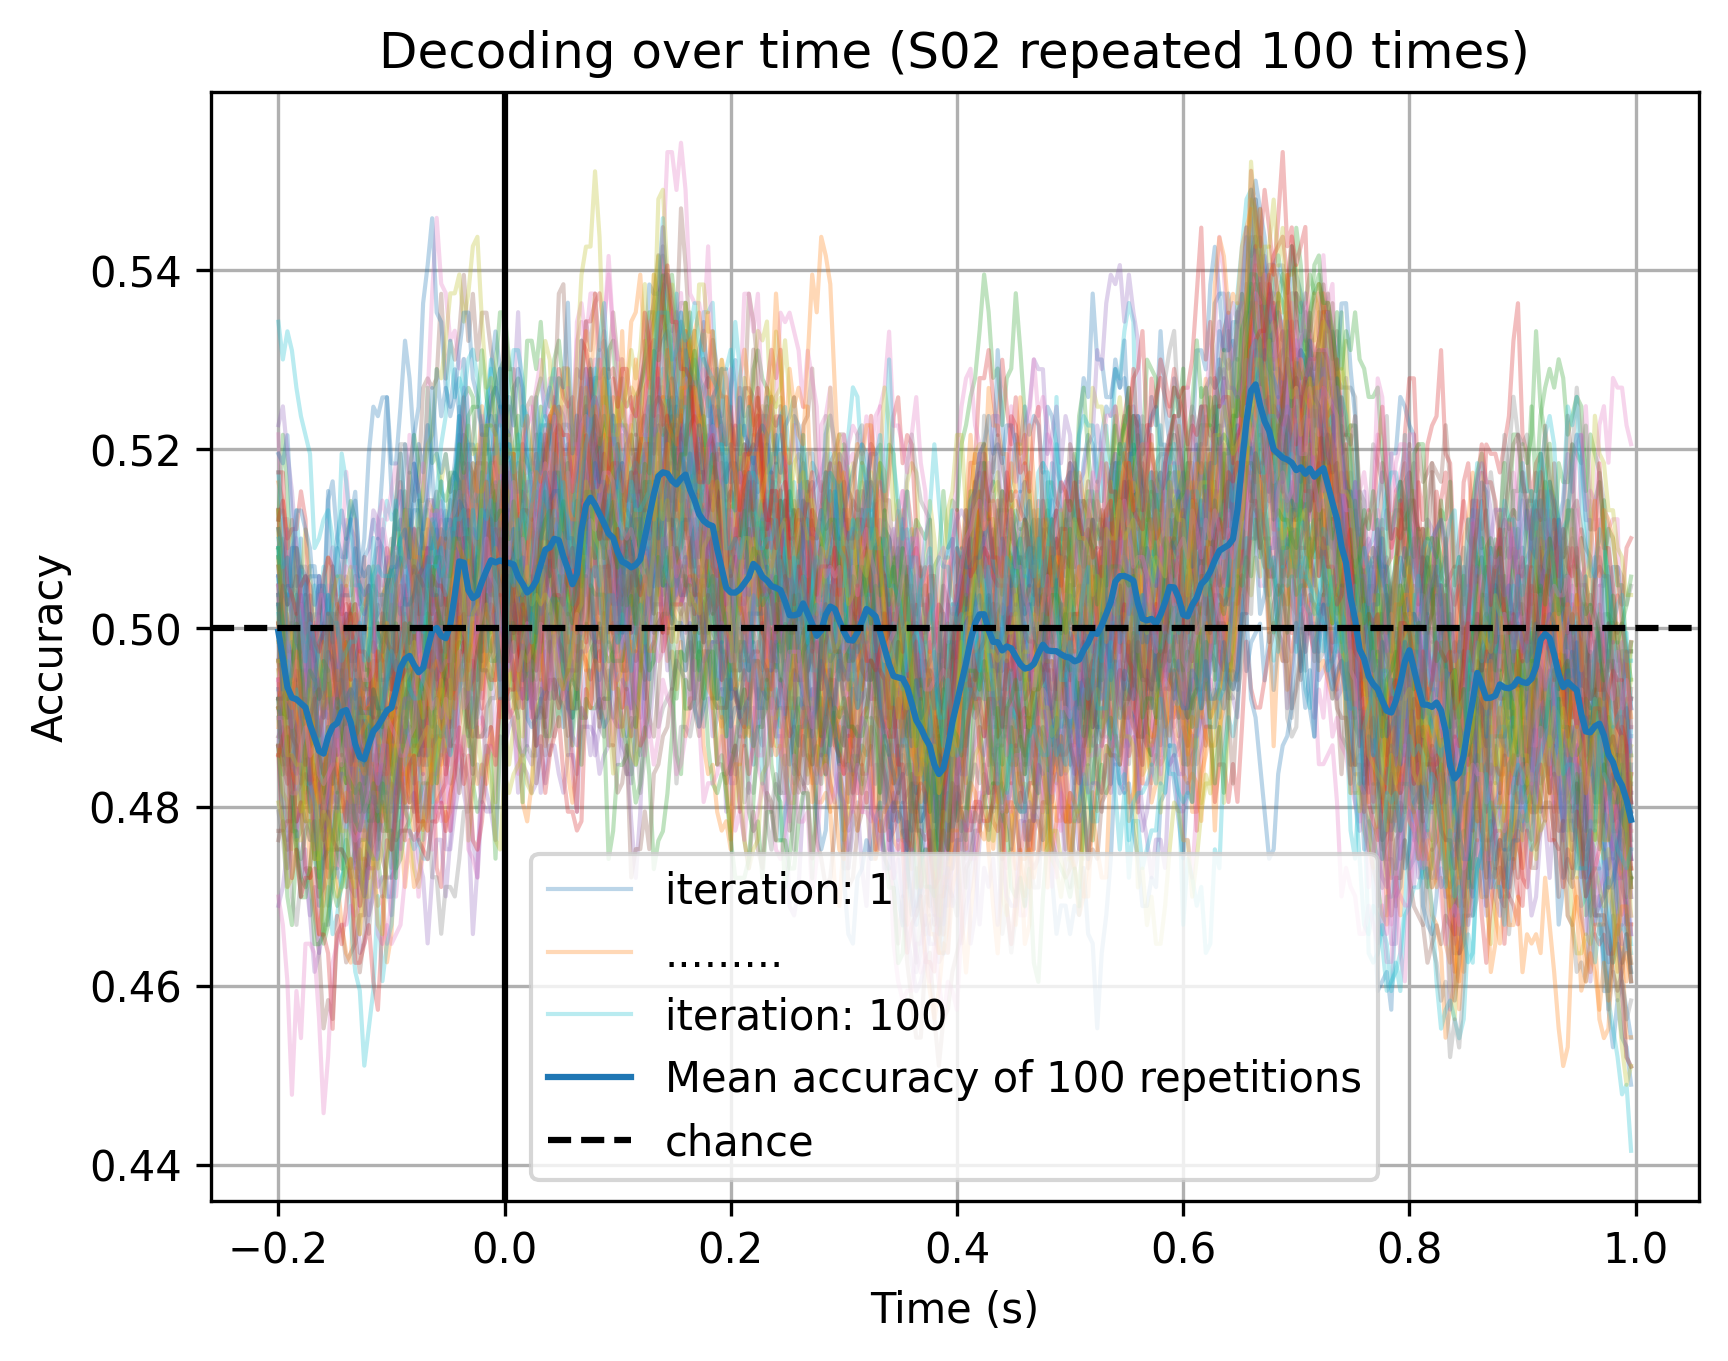 Decoding over time (S02 repeated 100 times)
Accuracy
0.54
0.52
0.50
0.48
0.46
0.44
iteration: 1
.........
iteration: 100
Mean accuracy of 100 repetitions
chance
−0.2 0.0 0.2 0.4 0.6 0.8 1.0
Time (s)